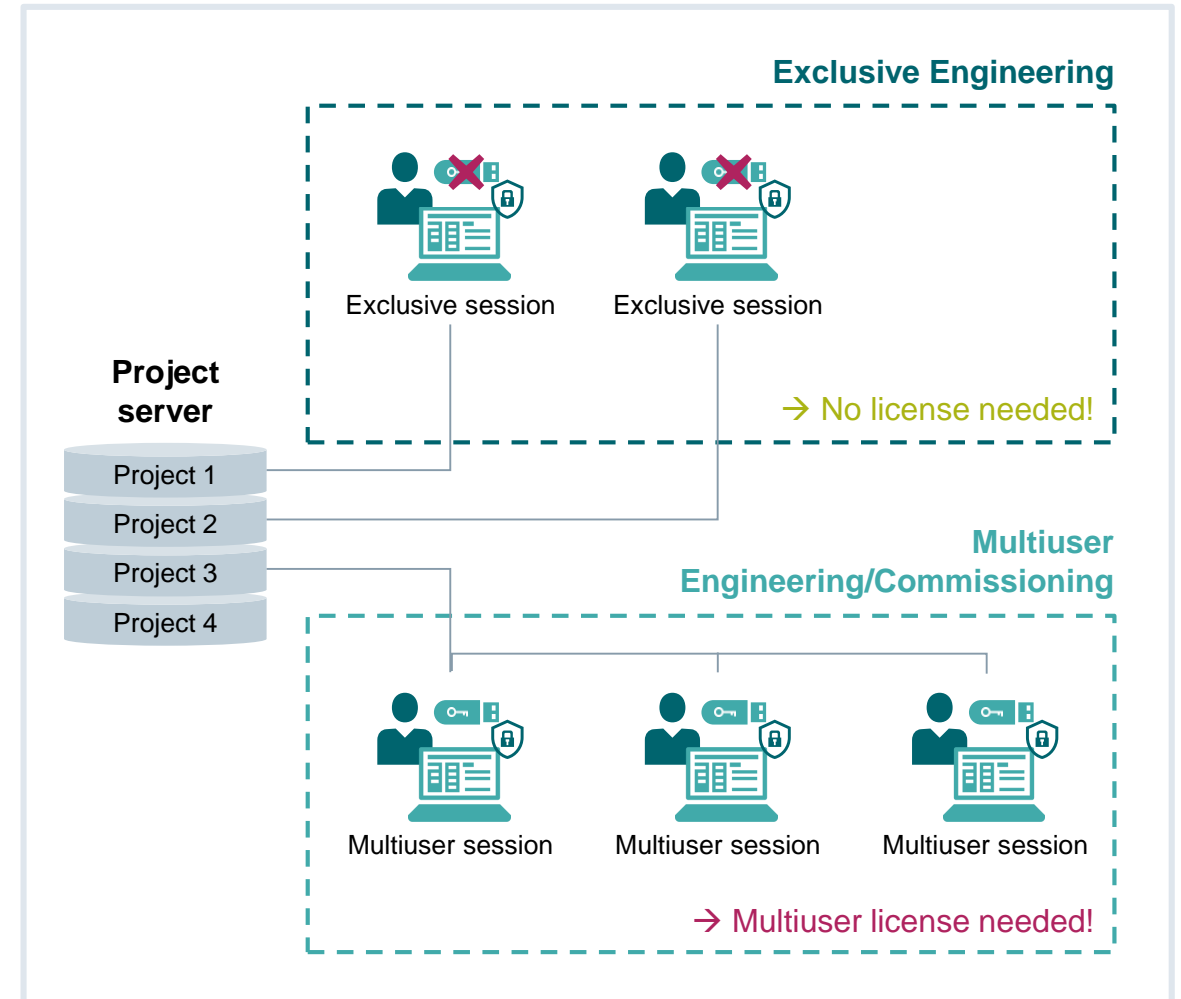 Exclusive Engineering
Exclusive session
Exclusive session
→ No license needed!
Project
server
Project 1
Project 2
Project 3
Project 4
Multiuser
Engineering/Commissioning
Multiuser session
Multiuser session
Multiuser session
→ Multiuser license needed!